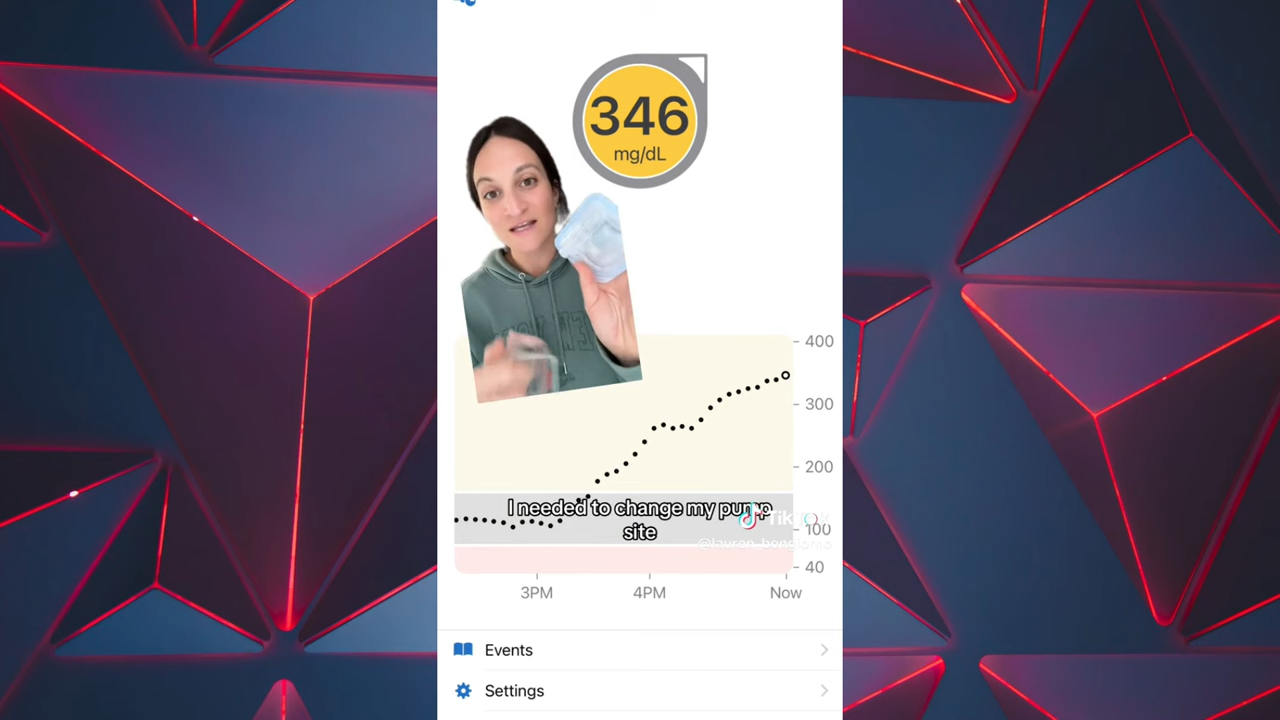 346
mg/dL
400
300
200
I needed to change my pump
site
TikTok
100
40
3PM
4PM
Now
Events
Settings